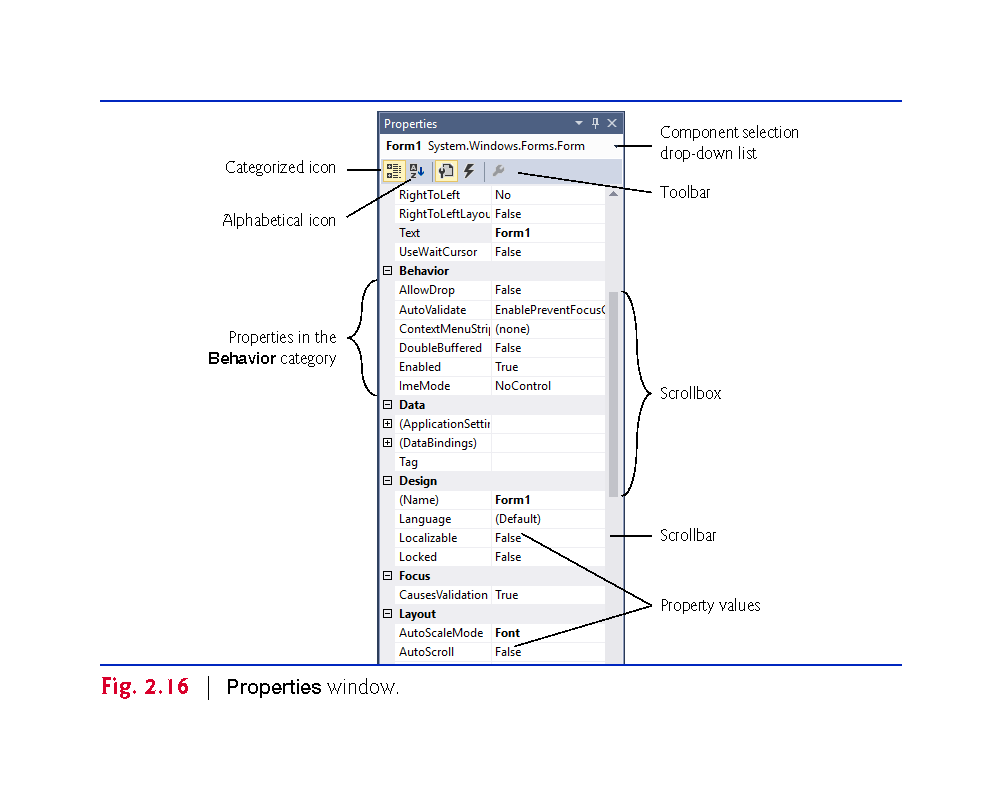 Properties
Form1 System.Windows.Forms.Form
Component selection
drop-down list
Categorized icon
Toolbar
Alphabetical icon
RightToLeft No
RightToLeftLayou False
Text Form1
UseWaitCursor False
Behavior
AllowDrop False
AutoValidate EnablePreventFocusC
ContextMenuStrip (none)
DoubleBuffered False
Enabled True
ImeMode NoControl
Properties in the
Behavior category
Scrollbox
Data
(ApplicationSettin
(DataBindings)
Tag
Design
(Name) Form1
Language (Default)
Localizable False
Locked False
Scrollbar
Focus
CausesValidation True
Property values
Layout
AutoScaleMode Font
AutoScroll False
Fig. 2.16 | Properties window.